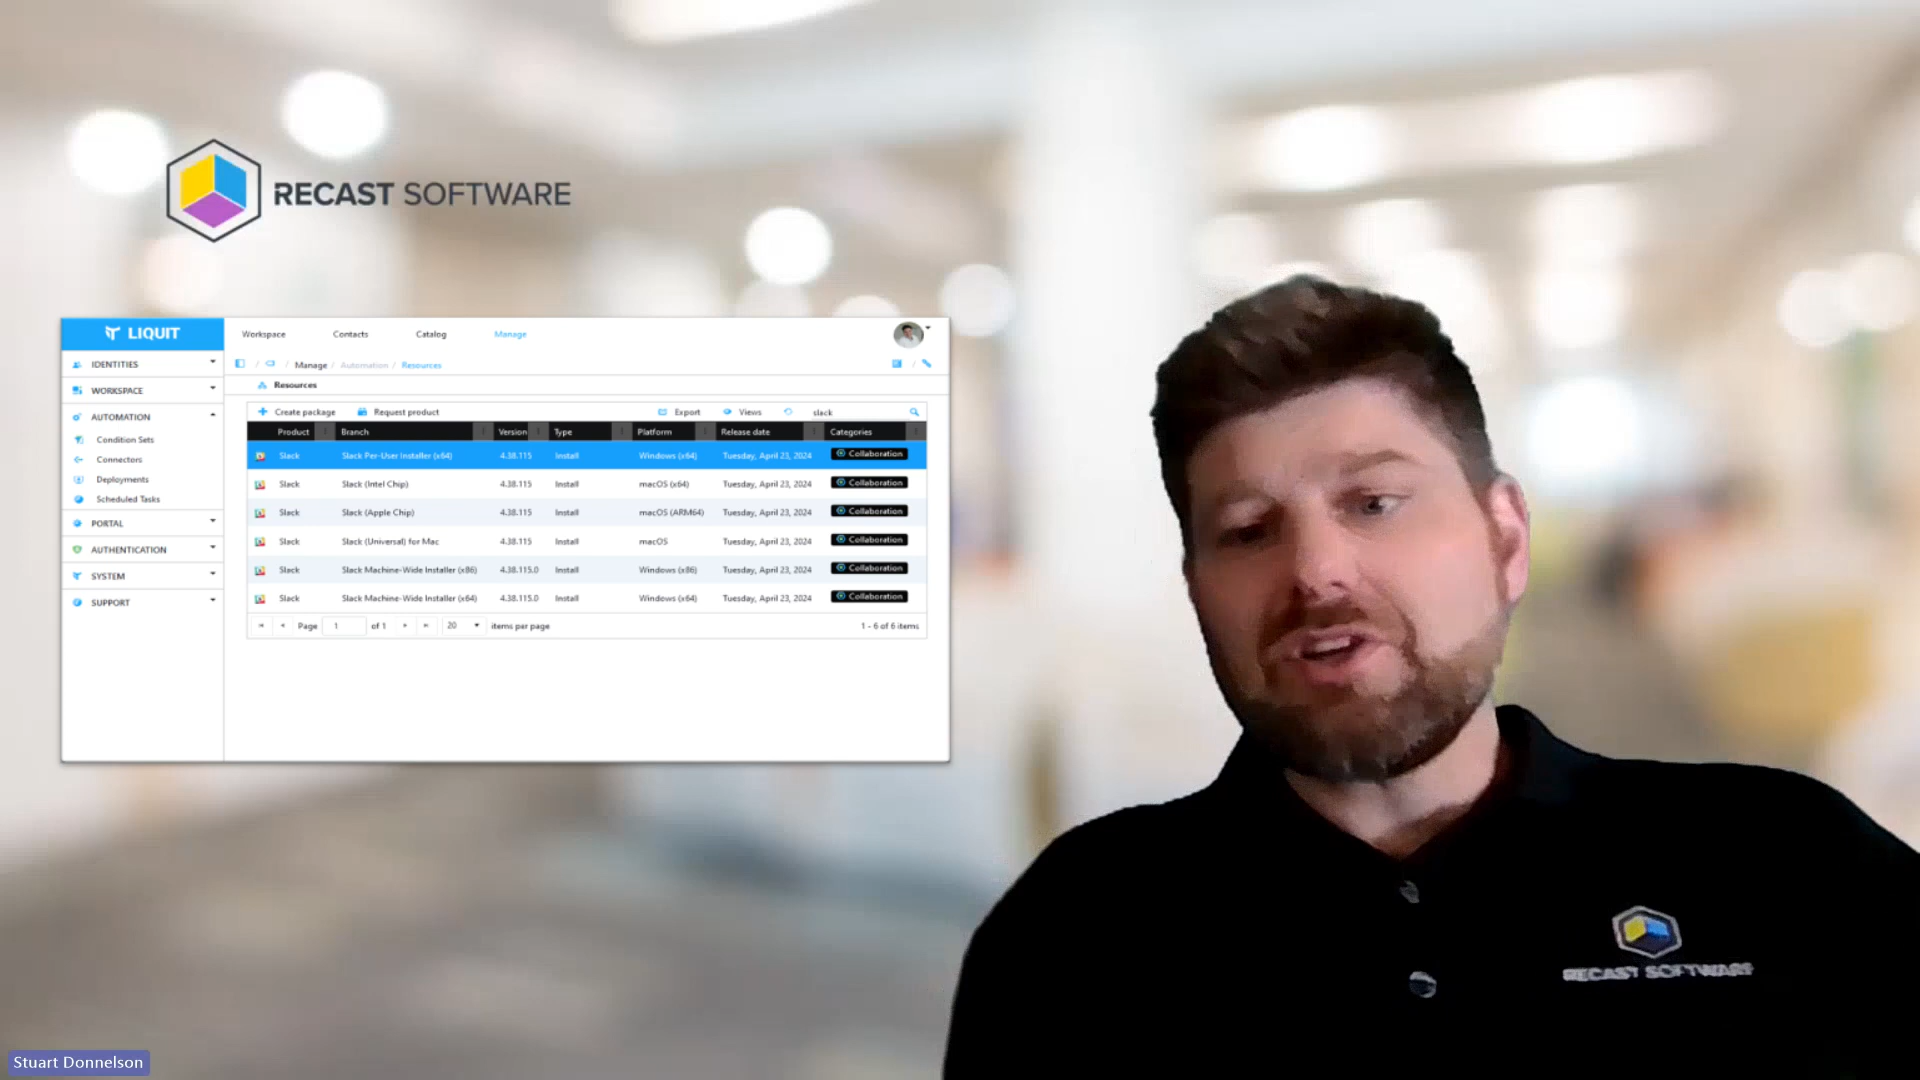 RECAST SOFTWARE
LIQUIT
Workspace Contacts Catalog Manage
IDENTITIES
WORKSPACE
AUTOMATION
Condition Sets
Connectors
Deployments
Scheduled Tasks
PORTAL
AUTHENTICATION
SYSTEM
SUPPORT
/ / Manage / Automation / Resources
Resources
Create package Request product Export Views slack
Product Branch Version Type Platform Release date Categories
Slack Slack Per-User Installer (x64) 4.38.115 Install Windows (x64) Tuesday, April 23, 2024 Collaboration
Slack Slack (Intel Chip) 4.38.115 Install macOS (x64) Tuesday, April 23, 2024 Collaboration
Slack Slack (Apple Chip) 4.38.115 Install macOS (ARM64) Tuesday, April 23, 2024 Collaboration
Slack Slack (Universal) for Mac 4.38.115 Install macOS Tuesday, April 23, 2024 Collaboration
Slack Slack Machine-Wide Installer (x86) 4.38.115.0 Install Windows (x86) Tuesday, April 23, 2024 Collaboration
Slack Slack Machine-Wide Installer (x64) 4.38.115.0 Install Windows (x64) Tuesday, April 23, 2024 Collaboration
Page 1 of 1 20 items per page 1 - 6 of 6 items
RECAST SOFTWARE
Stuart Donnelson